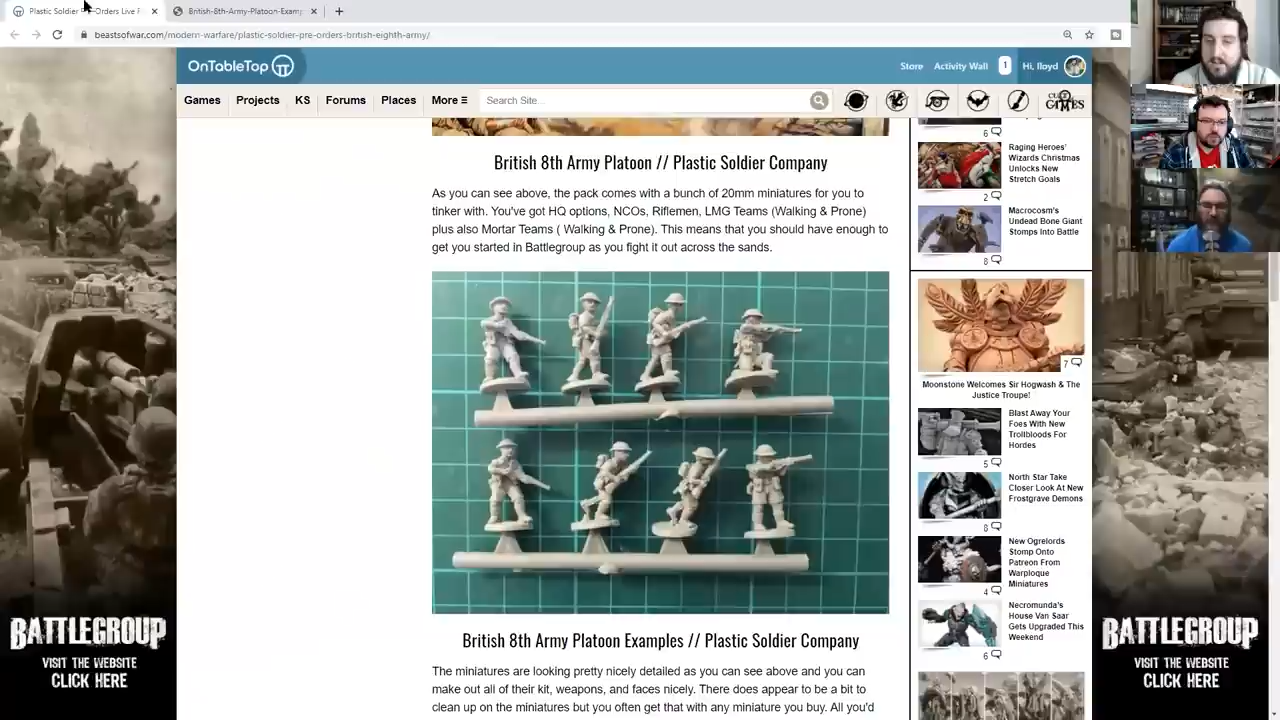 Plastic Soldier Pre-Orders Live F
British-8th-Army-Platoon-Examp
beastsofwar.com/modern-warfare/plastic-soldier-pre-orders-british-eighth-army/
OnTableTop
Store
Activity Wall
1
Hi, lloyd
Games
Projects
KS
Forums
Places
More
Search Site...
GAMES
British 8th Army Platoon // Plastic Soldier Company
As you can see above, the pack comes with a bunch of 20mm miniatures for you to
tinker with. You've got HQ options, NCOs, Riflemen, LMG Teams (Walking & Prone)
plus also Mortar Teams ( Walking & Prone). This means that you should have enough to
get you started in Battlegroup as you fight it out across the sands.
British 8th Army Platoon Examples // Plastic Soldier Company
The miniatures are looking pretty nicely detailed as you can see above and you can
make out all of their kit, weapons, and faces nicely. There does appear to be a bit to
clean up on the miniatures but you often get that with any miniature you buy. All you'd
6
Raging Heroes'
Wizards Christmas
Unlocks New
Stretch Goals
2
Macrocosm's
Undead Bone Giant
Stomps Into Battle
8
7
Moonstone Welcomes Sir Hogwash & The
Justice Troupe!
Blast Away Your
Foes With New
Trollbloods For
Hordes
5
North Star Take
Closer Look At New
Frostgrave Demons
8
New Ogrelords
Stomp Onto
Patreon From
Warploque
Miniatures
4
Necromunda's
House Van Saar
Gets Upgraded This
Weekend
6
BATTLEGROUP
VISIT THE WEBSITE
CLICK HERE
BATTLEGROUP
VISIT THE WEBSITE
CLICK HERE